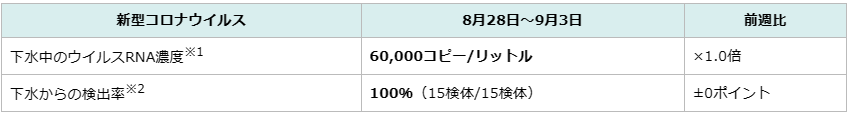 新型コロナウイルス 8月28日～9月3日 前週比
下水中のウイルスRNA濃度※1 60,000コピー/リットル ×1.0倍
下水からの検出率※2 100%（15検体/15検体） ±0ポイント